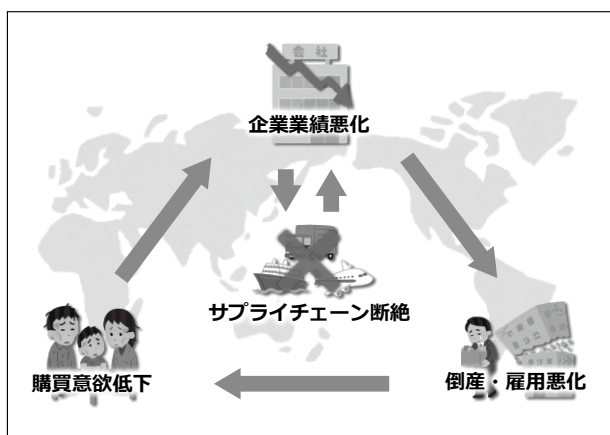 会社
企業業績悪化
サプライチェーン断絶
購買意欲低下
倒産・雇用悪化